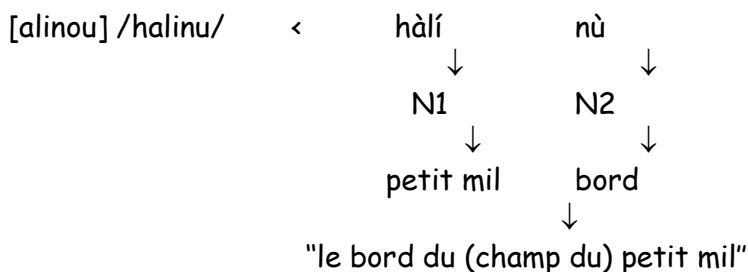 [alinou] /halinu/ < hàlí nù
↓ ↓
N1 N2
↓ ↓
petit mil bord
↓
"le bord du (champ du) petit mil"